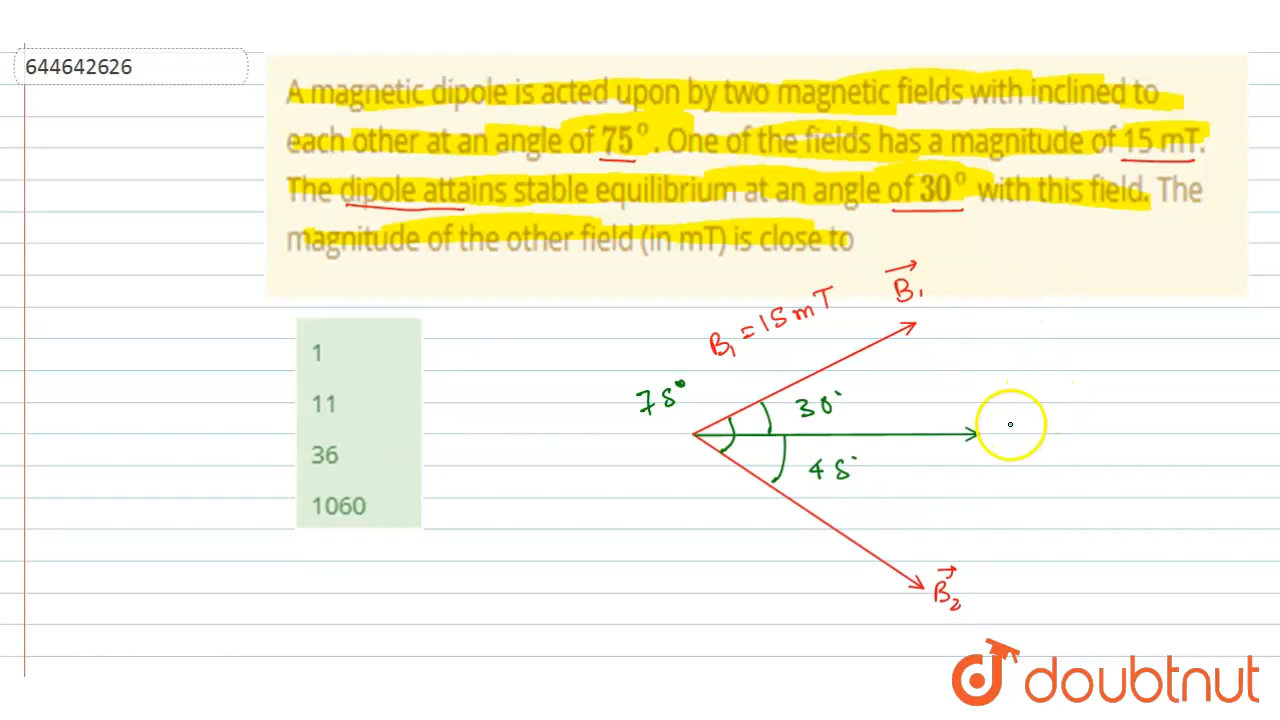 644642626
A magnetic dipole is acted upon by two magnetic fields with inclined to
each other at an angle of 75°. One of the fields has a magnitude of 15 mT.
The dipole attains stable equilibrium at an angle of 30° with this field. The
magnitude of the other field (in mT) is close to
B₁ = 15mT
B₁
1
11
36
1060
75°
30°
45°
B₂
doubtnut